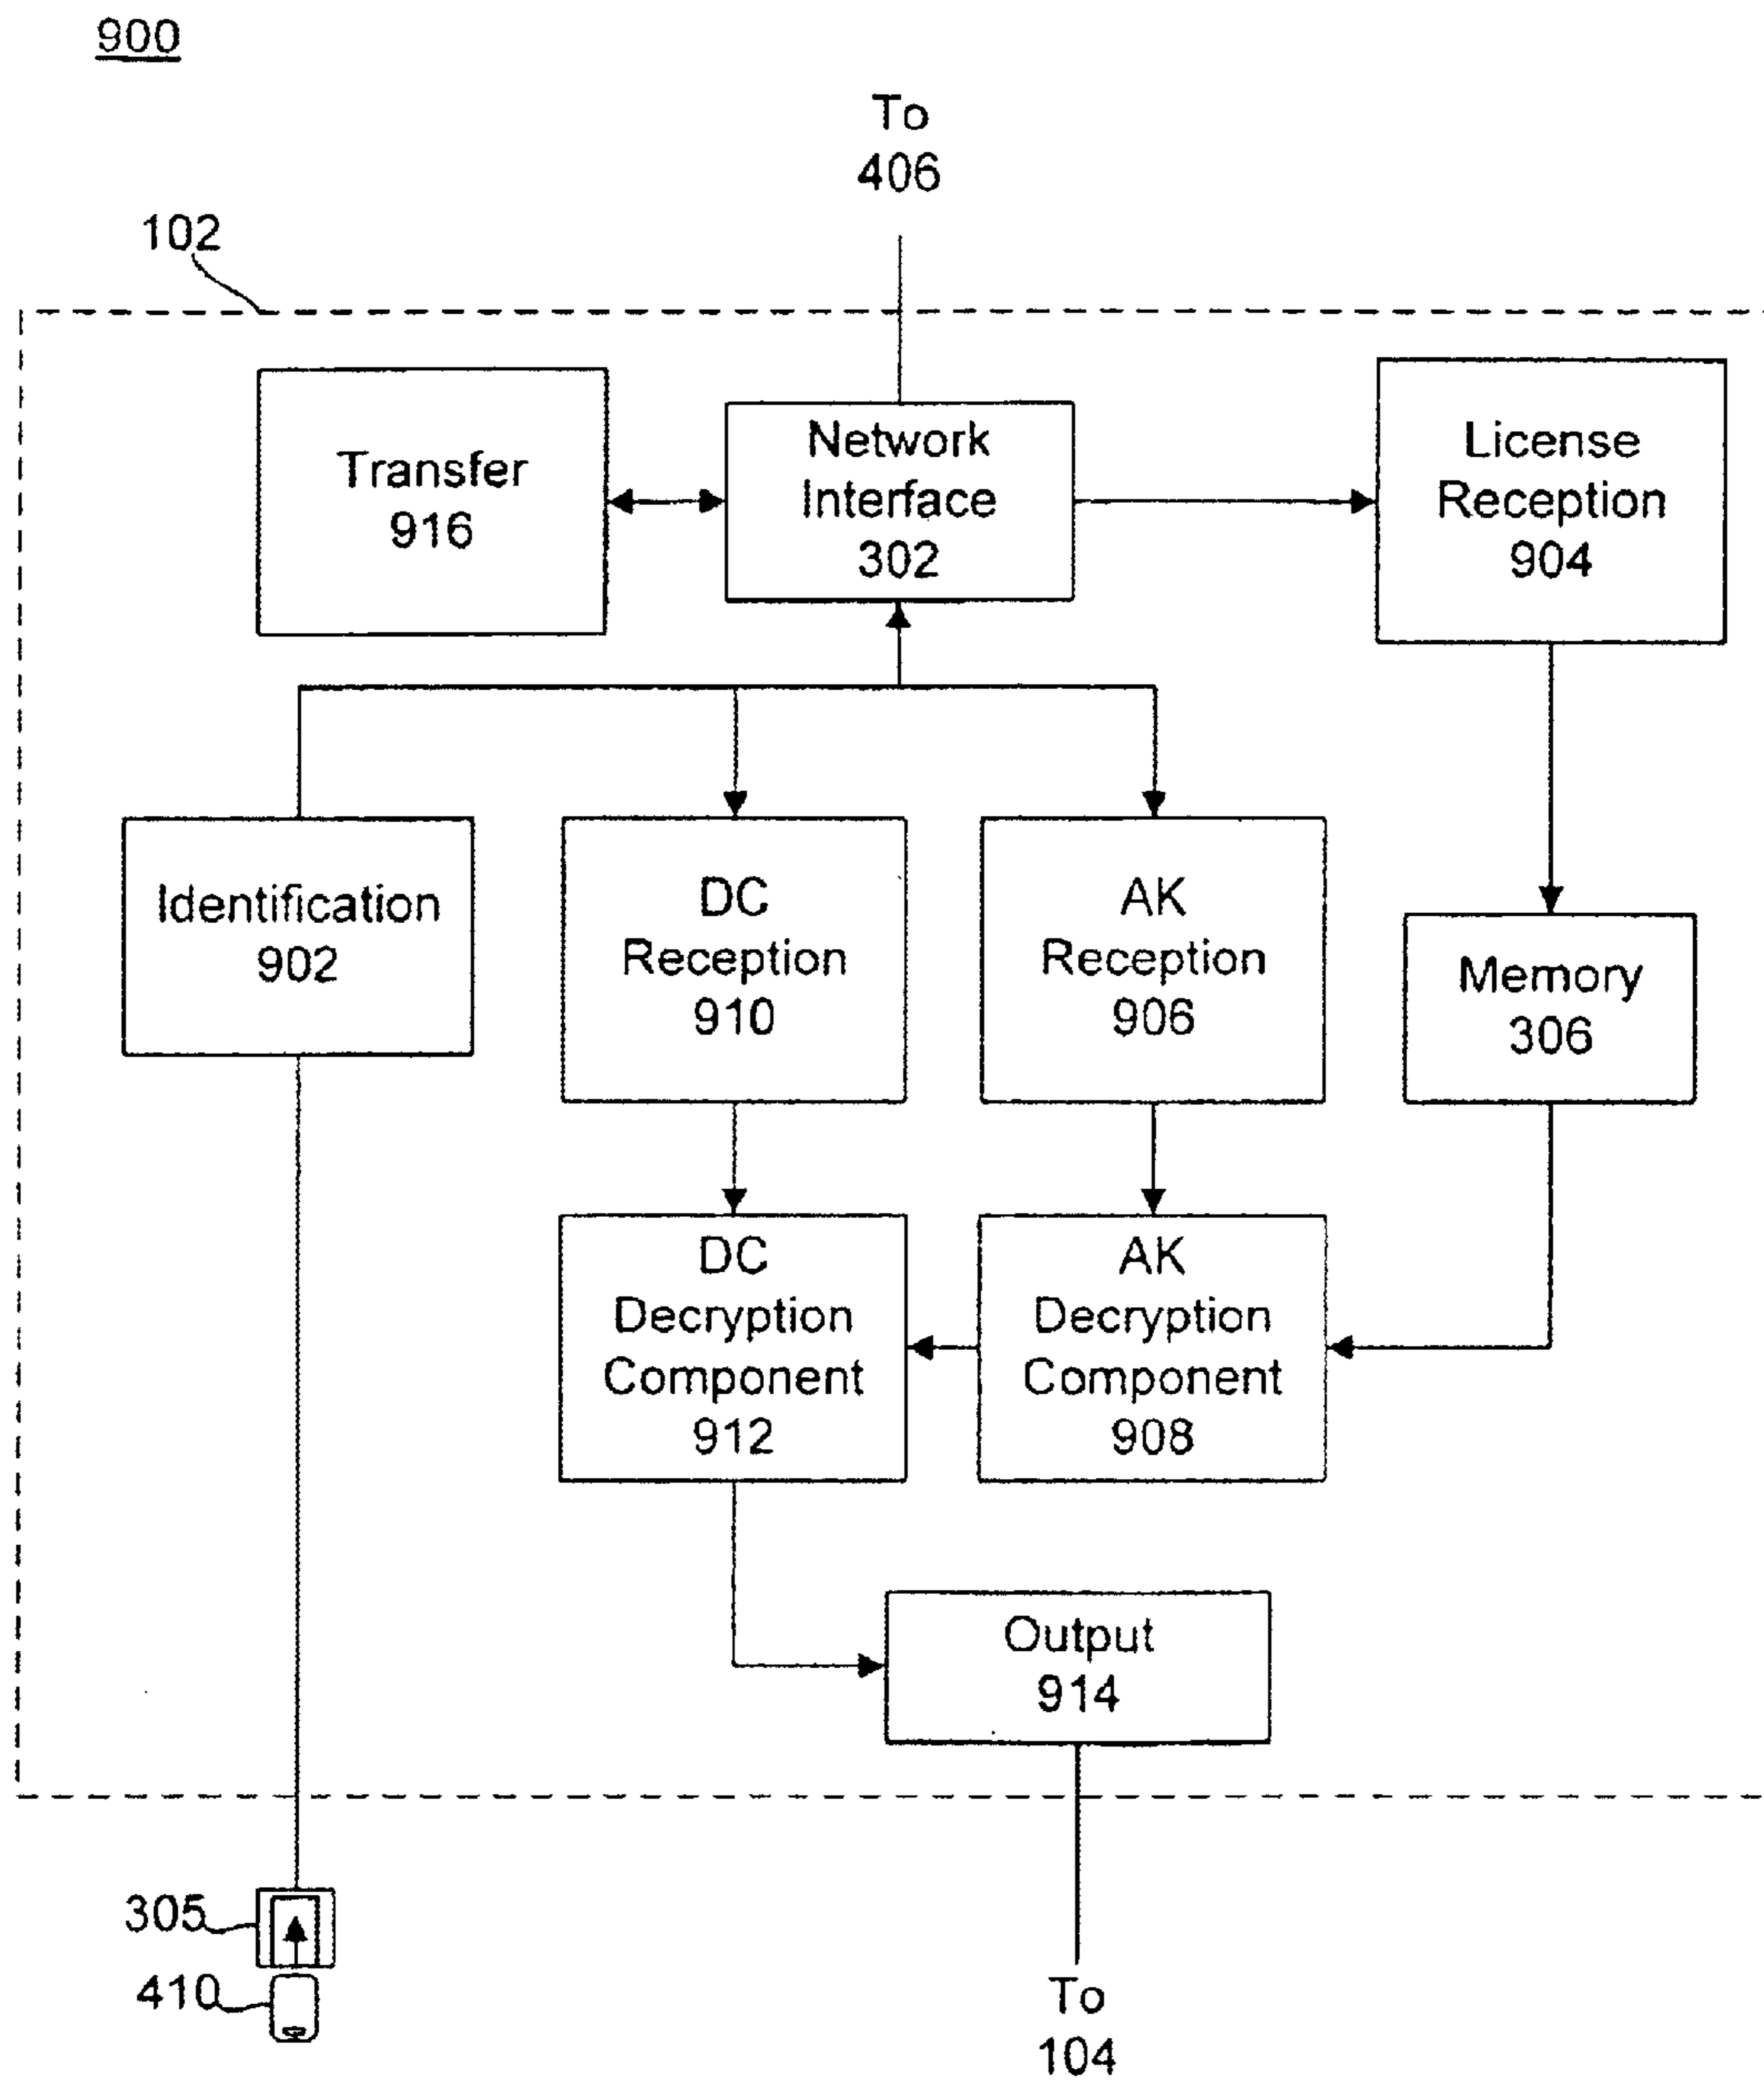 900
To
406
102
Transfer
916
Network
Interface
302
License
Reception
904
Identification
902
DC
Reception
910
AK
Reception
906
Memory
306
DC
Decryption
Component
912
AK
Decryption
Component
908
Output
914
305
410
To
104